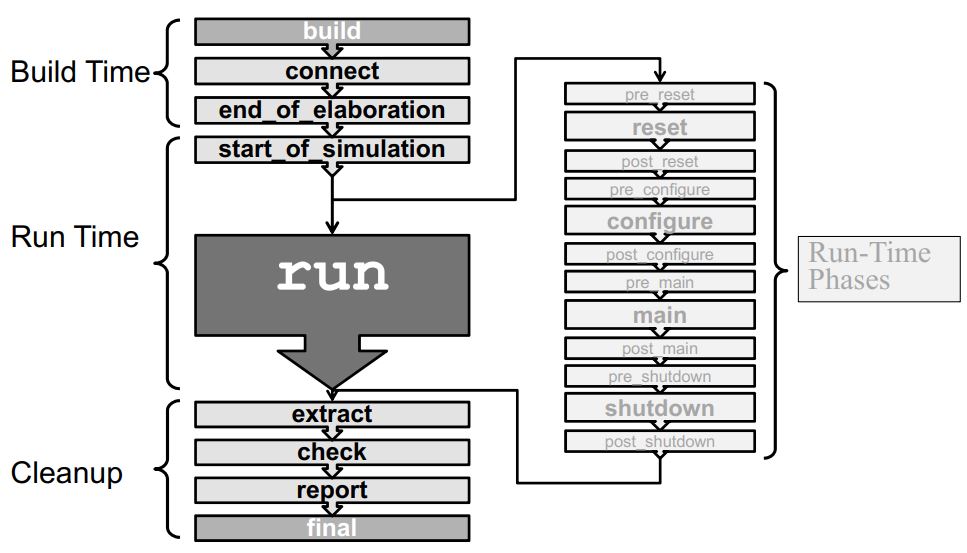 Build Time
build
connect
end_of_elaboration
Run Time
start_of_simulation
run
Cleanup
extract
check
report
final
pre_reset
reset
post_reset
pre_configure
configure
post_configure
pre_main
main
post_main
pre_shutdown
shutdown
post_shutdown
Run-Time
Phases